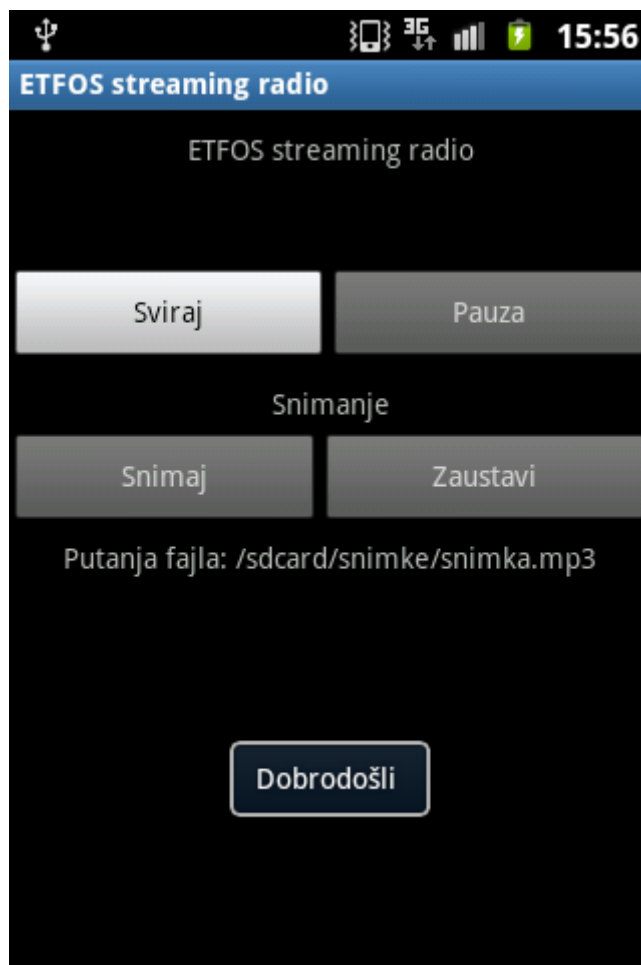 3G 15:56
ETFOS streaming radio
ETFOS streaming radio
Sviraj Pauza
Snimanje
Snimaj Zaustavi
Putanja fajla: /sdcard/snimke/snimka.mp3
Dobrodošli